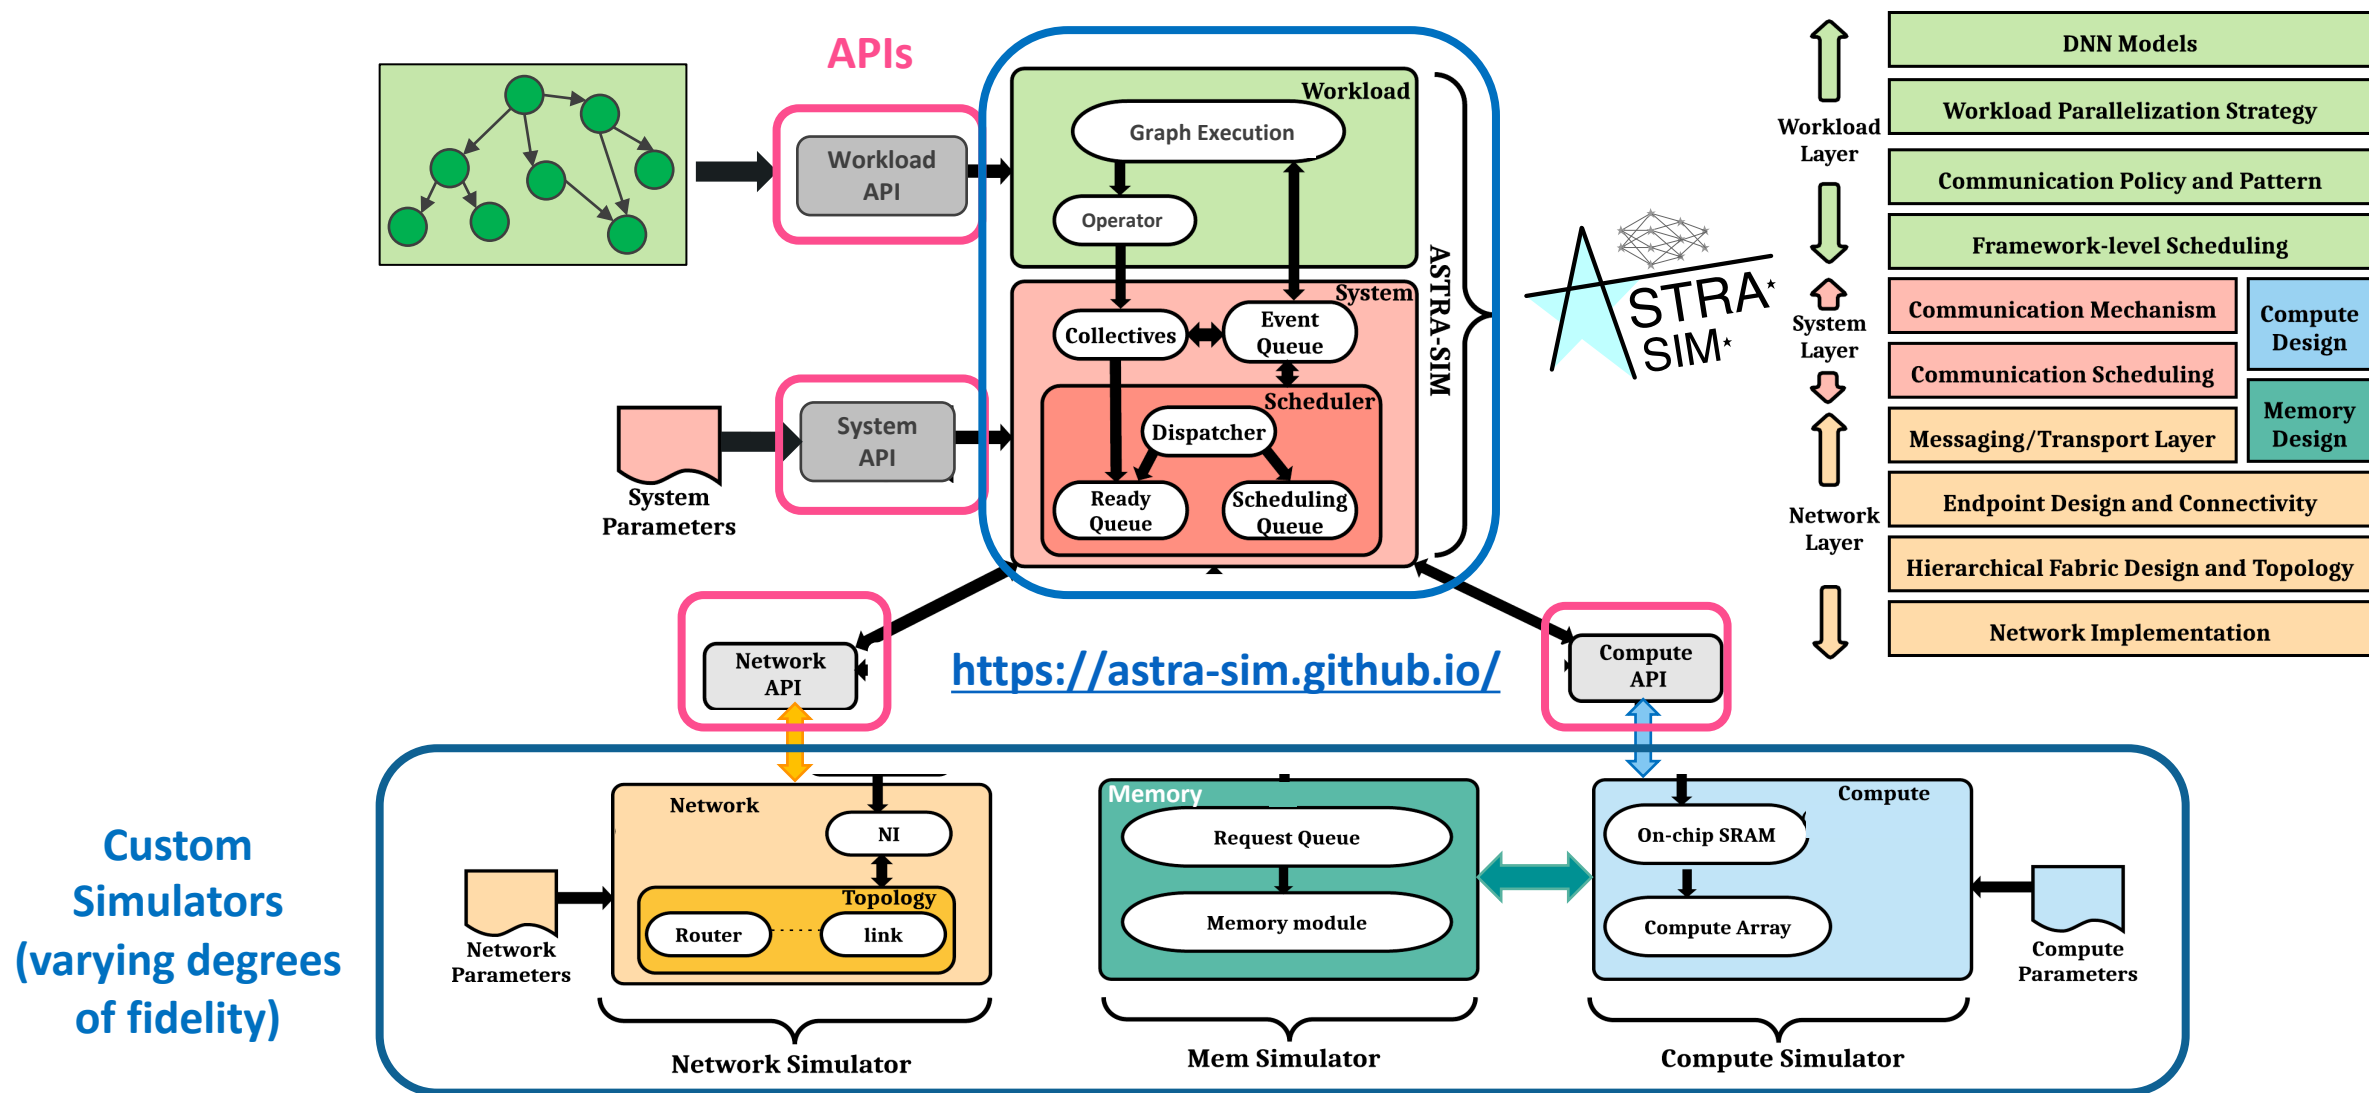 APIs
Workload
API
System
API
System
Parameters
Workload
Graph Execution
Operator
System
Collectives
Event
Queue
Scheduler
Dispatcher
Ready
Queue
Scheduling
Queue
ASTRA-SIM
ASTRA
SIM
Workload
Layer
System
Layer
Network
Layer
DNN Models
Workload Parallelization Strategy
Communication Policy and Pattern
Framework-level Scheduling
Communication Mechanism
Communication Scheduling
Compute
Design
Memory
Design
Messaging/Transport Layer
Endpoint Design and Connectivity
Hierarchical Fabric Design and Topology
Network Implementation
Network
API
https://astra-sim.github.io/
Compute
API
Custom
Simulators
(varying degrees
of fidelity)
Network
Parameters
Network
NI
Topology
Router
link
Network Simulator
Memory
Request Queue
Memory module
Mem Simulator
Compute
On-chip SRAM
Compute Array
Compute Simulator
Compute
Parameters